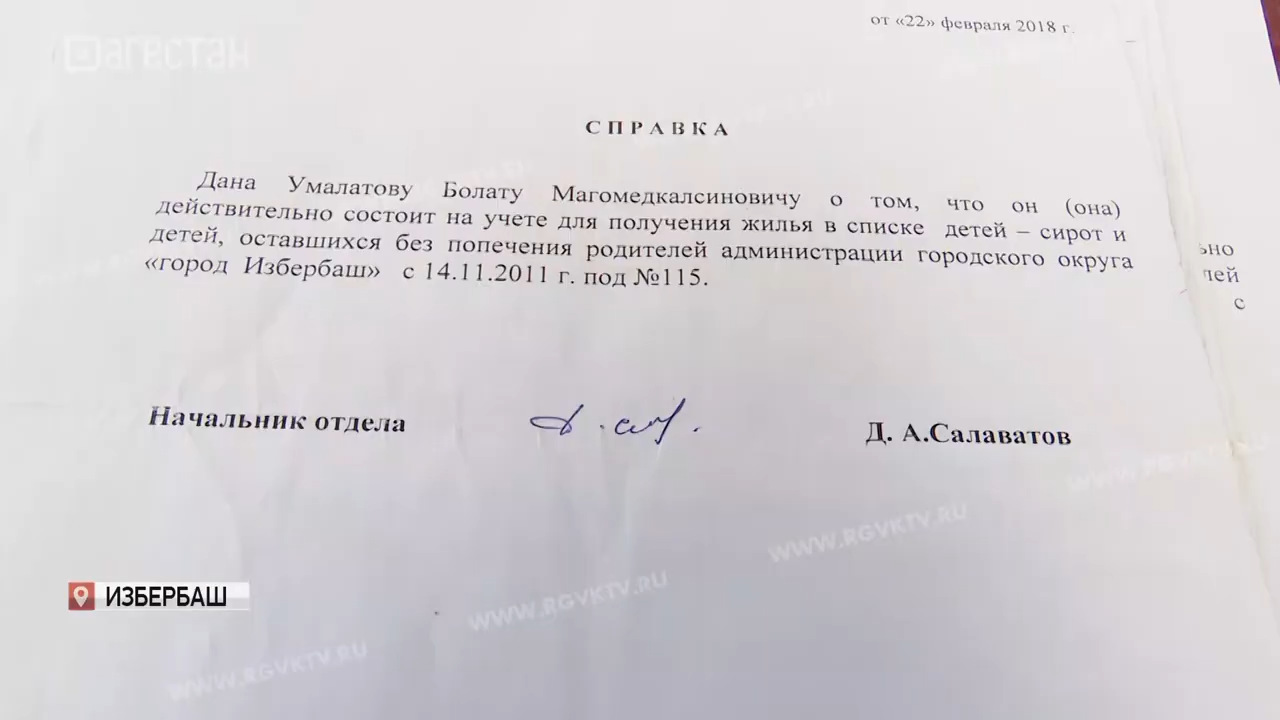 дагестан
от «22» февраля 2018 г.
СПРАВКА
Дана Умалатову Болату Магомедкалсиновичу о том, что он (она)
действительно состоит на учете для получения жилья в списке детей – сирот и
детей, оставшихся без попечения родителей администрации городского округа
«город Избербаш» с 14.11.2011 г. под №115.
ьно
лей
с
Начальник отдела
Д. А.Салаватов
WWW.RGVKTV.RU
WWW.RGVKTV.RU
WWW.RGVKTV.RU
ИЗБЕРБАШ